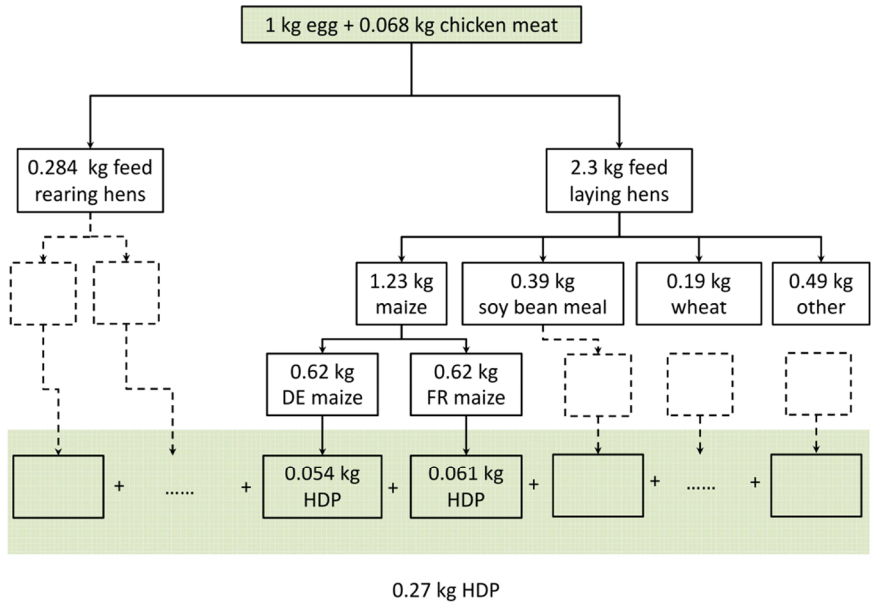 1 kg egg + 0.068 kg chicken meat
0.284 kg feed
rearing hens
2.3 kg feed
laying hens
1.23 kg
maize
0.39 kg
soy bean meal
0.19 kg
wheat
0.49 kg
other
0.62 kg
DE maize
0.62 kg
FR maize
+ ...... + 0.054 kg
HDP
+ 0.061 kg
HDP
+ + ...... +
0.27 kg HDP